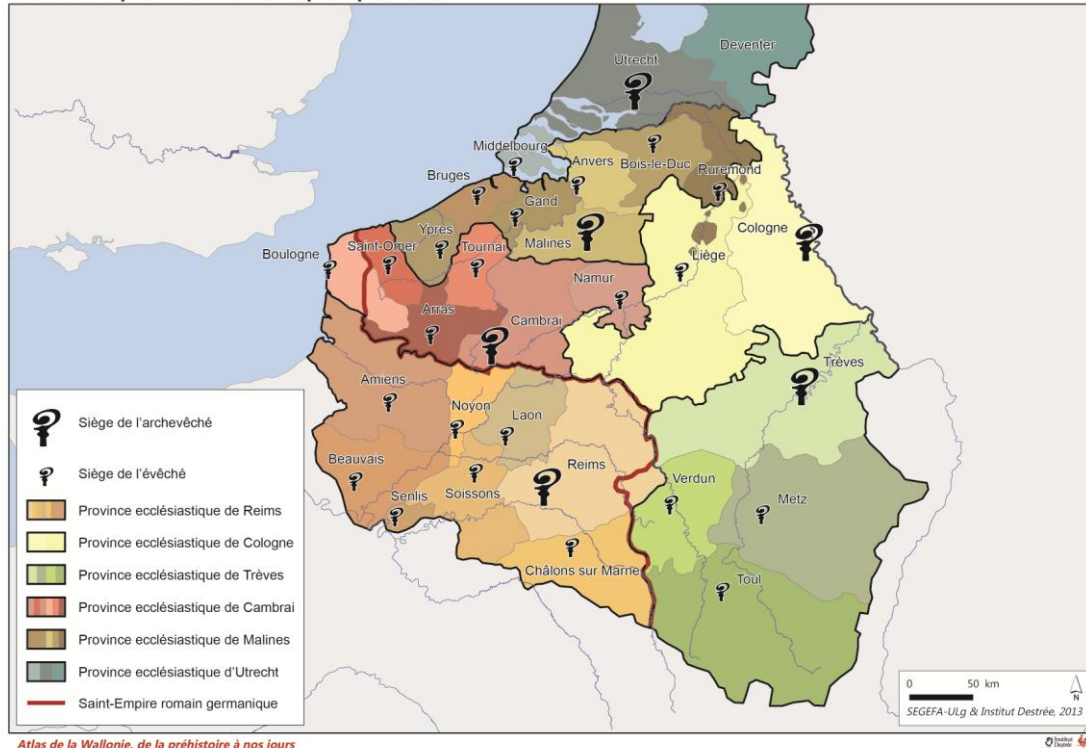 Deventer
Utrecht
Middelbourg
Anvers
Bois-le-Duc
Ruremond
Bruges
Gand
Malines
Cologne
Ypres
Saint-Omer
Tournai
Boulogne
Liège
Namur
Arras
Cambrai
Trèves
Amiens
Noyon
Laon
Beauvais
Senlis
Soissons
Reims
Verdun
Metz
Châlons sur Marne
Toul
Siège de l'archevêché
Siège de l'évêché
Province ecclésiastique de Reims
Province ecclésiastique de Cologne
Province ecclésiastique de Trèves
Province ecclésiastique de Cambrai
Province ecclésiastique de Malines
Province ecclésiastique d'Utrecht
Saint-Empire romain germanique
0 50 km
N
SEGEFA-ULg & Institut Destrée, 2013
Atlas de la Wallonie, de la préhistoire à nos jours
Institut
Destrée